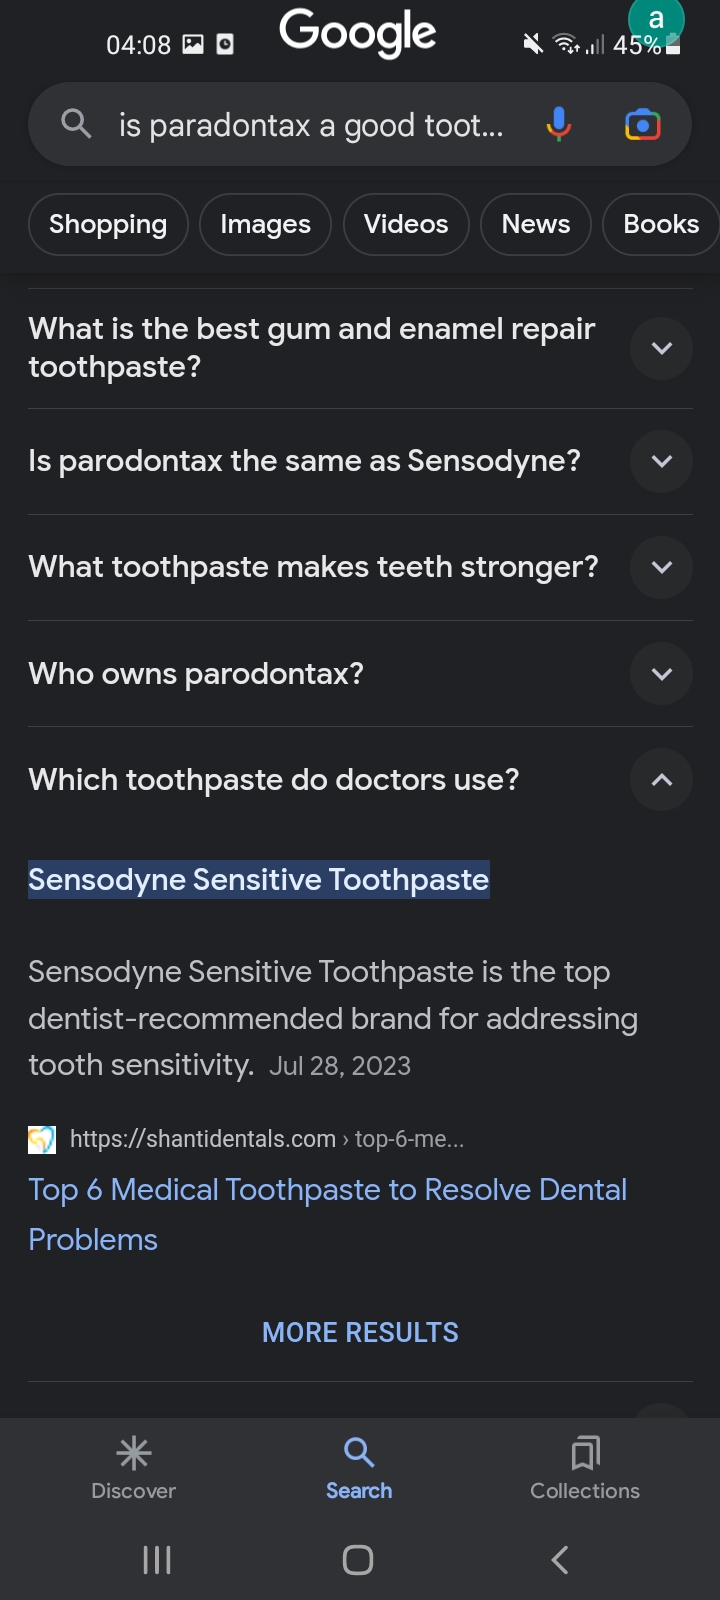 04:08
Google
a
45%
is paradontax a good toot...
Shopping
Images
Videos
News
Books
What is the best gum and enamel repair
toothpaste?
Is parodontax the same as Sensodyne?
What toothpaste makes teeth stronger?
Who owns parodontax?
Which toothpaste do doctors use?
Sensodyne Sensitive Toothpaste
Sensodyne Sensitive Toothpaste is the top
dentist-recommended brand for addressing
tooth sensitivity. Jul 28, 2023
https://shantidentals.com › top-6-me...
Top 6 Medical Toothpaste to Resolve Dental
Problems
MORE RESULTS
Discover
Search
Collections